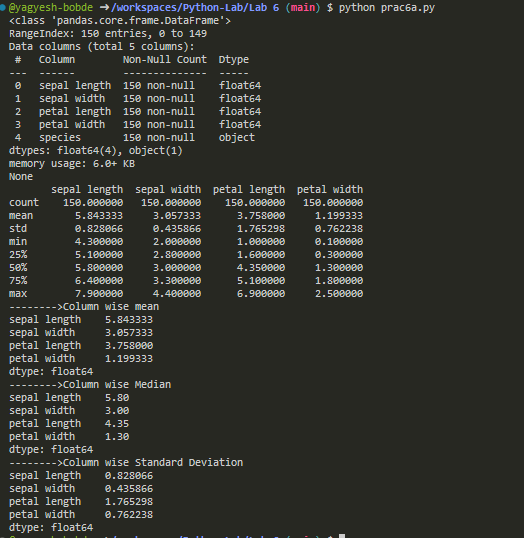 @yagyesh-bobde →/workspaces/Python-Lab/Lab 6 (main) $ python prac6a.py
<class 'pandas.core.frame.DataFrame'>
RangeIndex: 150 entries, 0 to 149
Data columns (total 5 columns):
 #   Column        Non-Null Count  Dtype
---  ------        --------------  -----
 0   sepal length  150 non-null    float64
 1   sepal width   150 non-null    float64
 2   petal length  150 non-null    float64
 3   petal width   150 non-null    float64
 4   species       150 non-null    object
dtypes: float64(4), object(1)
memory usage: 6.0+ KB
None
       sepal length  sepal width  petal length  petal width
count    150.000000   150.000000    150.000000   150.000000
mean       5.843333     3.057333      3.758000     1.199333
std        0.828066     0.435866      1.765298     0.762238
min        4.300000     2.000000      1.000000     0.100000
25%        5.100000     2.800000      1.600000     0.300000
50%        5.800000     3.000000      4.350000     1.300000
75%        6.400000     3.300000      5.100000     1.800000
max        7.900000     4.400000      6.900000     2.500000
-------->Column wise mean
sepal length    5.843333
sepal width     3.057333
petal length    3.758000
petal width     1.199333
dtype: float64
-------->Column wise Median
sepal length    5.80
sepal width     3.00
petal length    4.35
petal width     1.30
dtype: float64
-------->Column wise Standard Deviation
sepal length    0.828066
sepal width     0.435866
petal length    1.765298
petal width     0.762238
dtype: float64